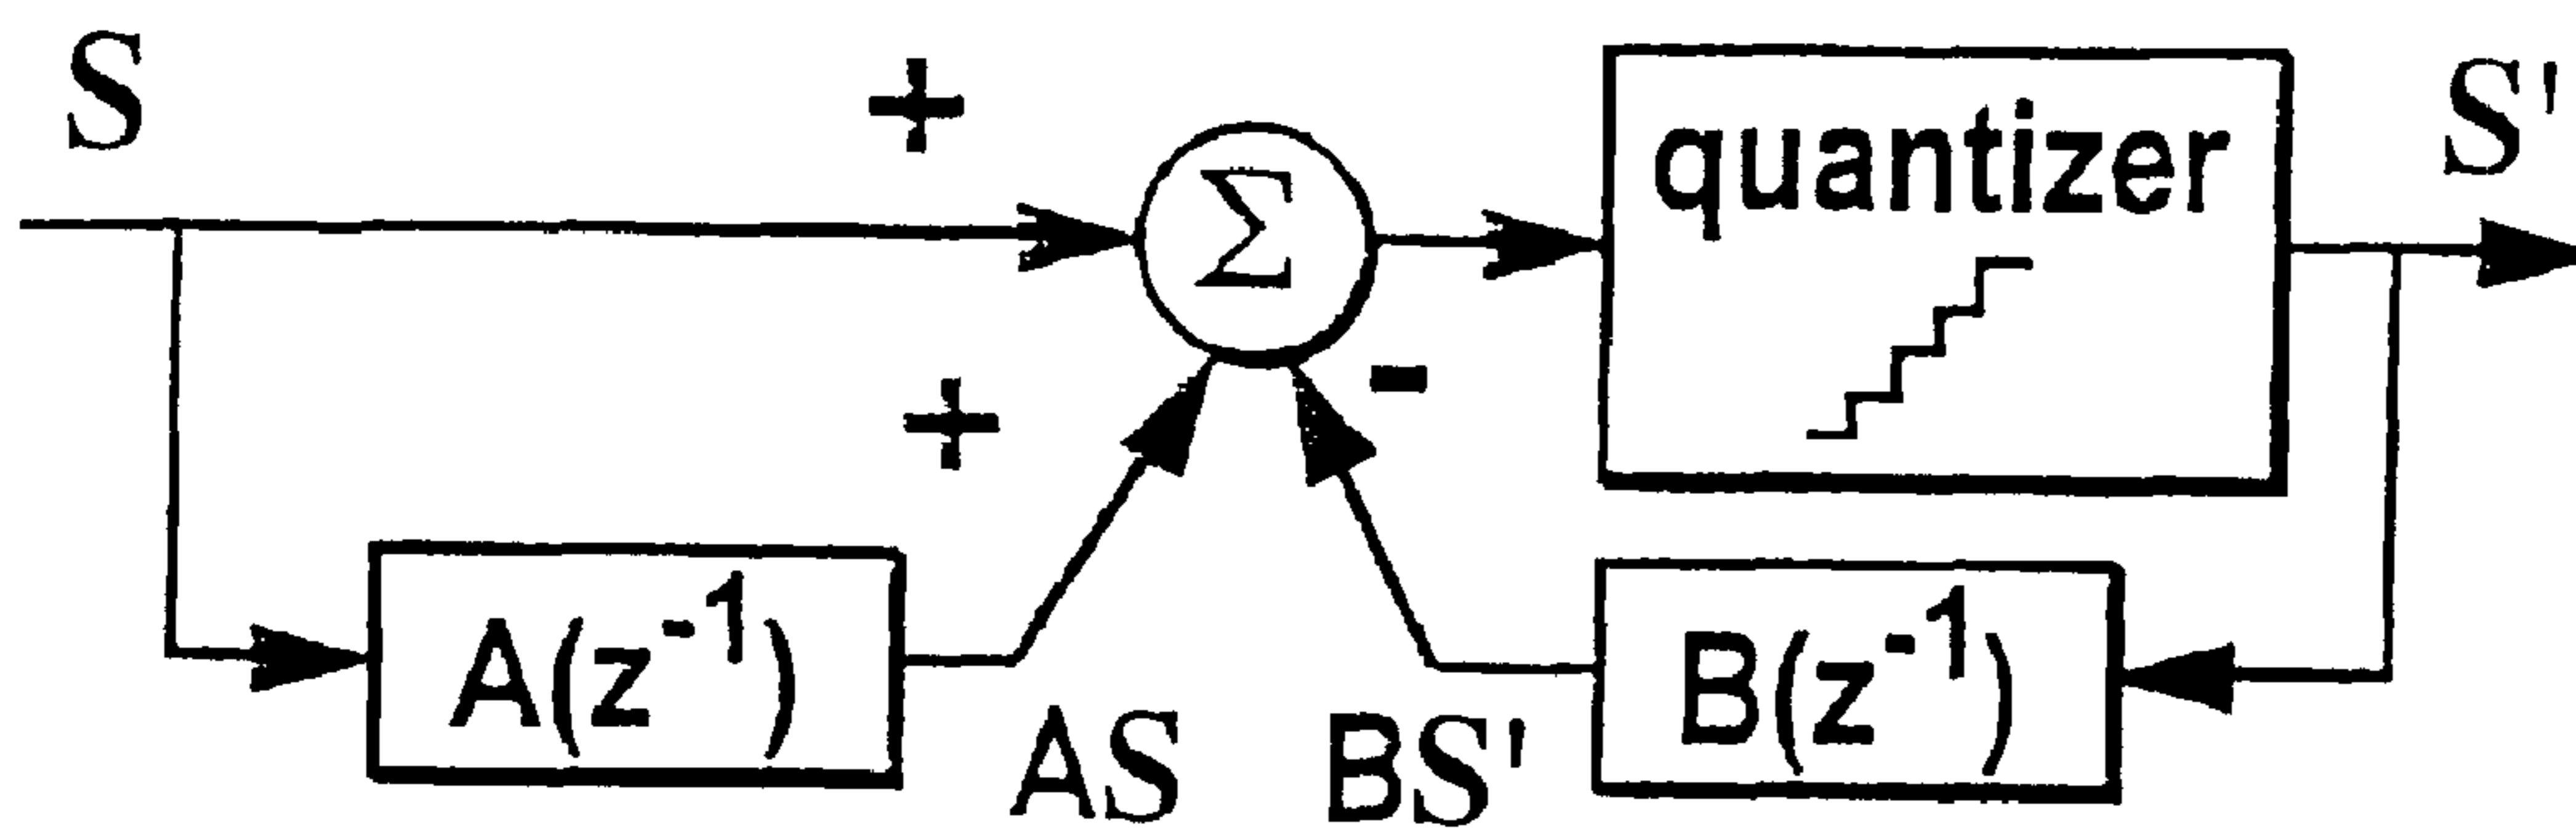 S
+
Σ
quantizer
S'
+
-
A(z⁻¹)
AS
BS'
B(z⁻¹)